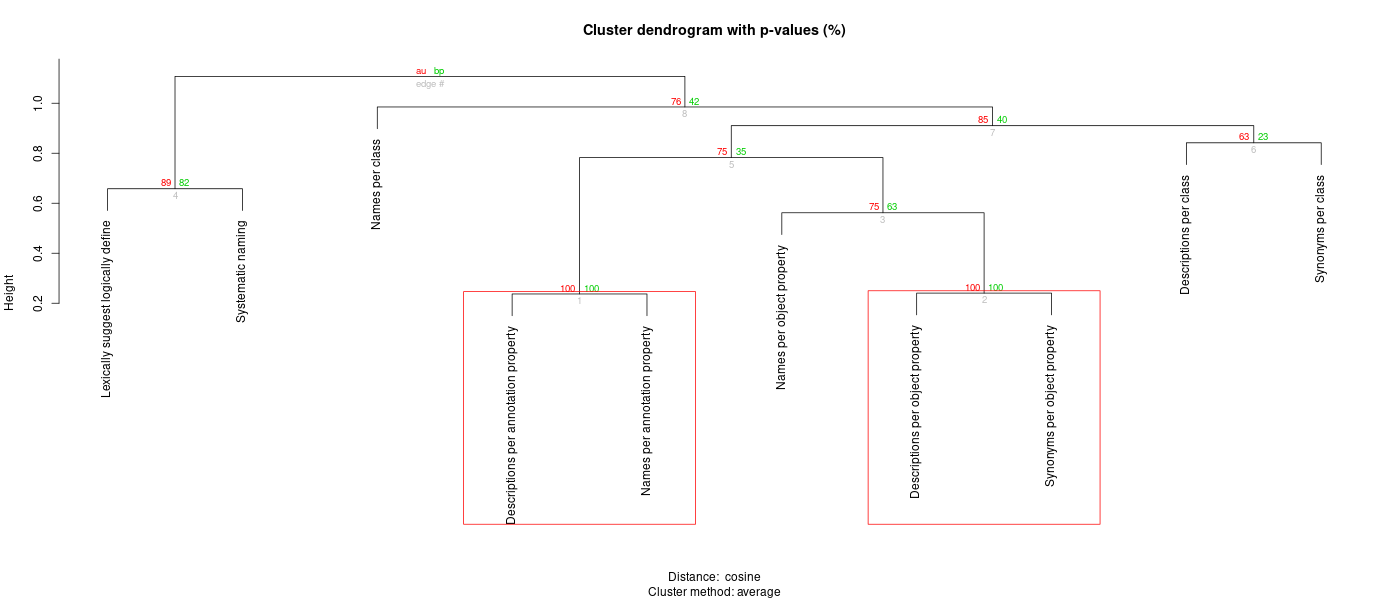 Cluster dendrogram with p-values (%)
Height
0.2 0.4 0.6 0.8 1.0
au bp
edge #
76 42
8
85 40
7
63 23
6
75 35
5
89 82
4
75 63
3
100 100
1
100 100
2
Lexically suggest logically define
Systematic naming
Names per class
Descriptions per annotation property
Names per annotation property
Names per object property
Descriptions per object property
Synonyms per object property
Descriptions per class
Synonyms per class
Distance: cosine
Cluster method: average